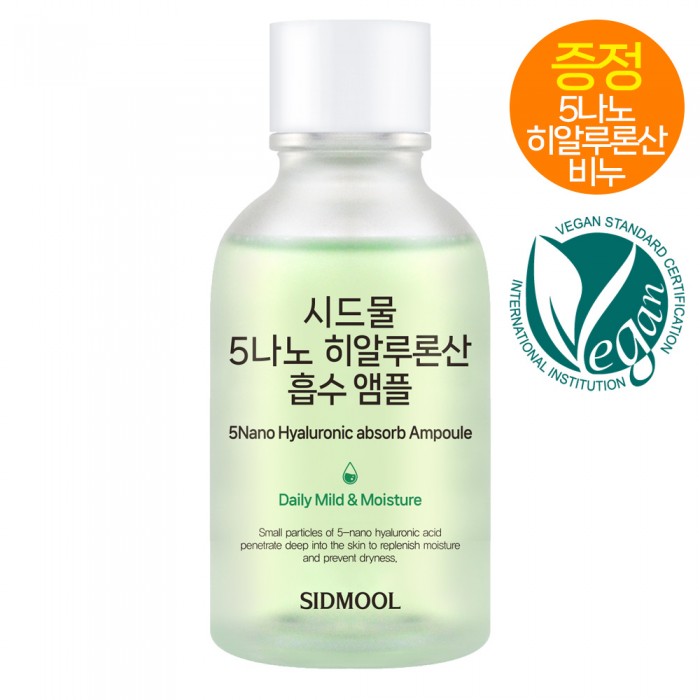 증정
5나노
히알루론산
비누
VEGAN STANDARD CERTIFICATION
Vegan
INTERNATIONAL INSTITUTION
시드물
5나노 히알루론산
흡수 앰플
5Nano Hyaluronic absorb Ampoule
Daily Mild & Moisture
Small particles of 5-nano hyaluronic acid
penetrate deep into the skin to replenish moisture
and prevent dryness.
SIDMOOL